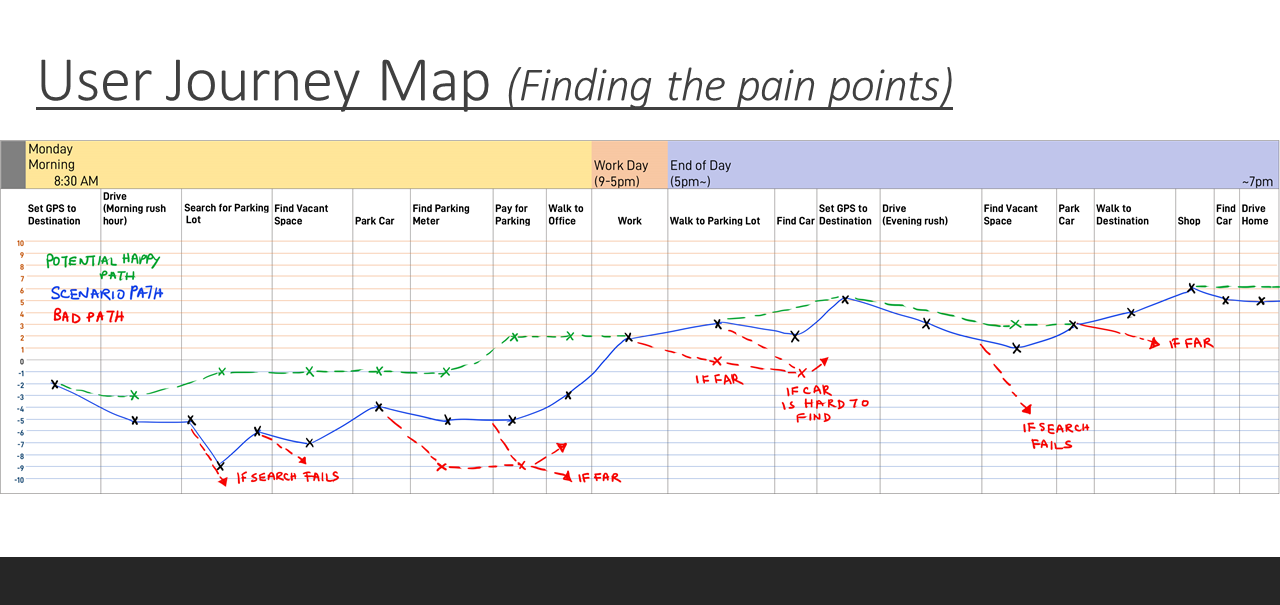 User Journey Map (Finding the pain points)
Monday
Morning
8:30 AM
Work Day
(9-5pm)
End of Day
(5pm~)
~7pm
Set GPS to
Destination
Drive
(Morning rush
hour)
Search for Parking
Lot
Find Vacant
Space
Park Car
Find Parking
Meter
Pay for
Parking
Walk to
Office
Work
Walk to Parking Lot
Find Car
Set GPS to
Destination
Drive
(Evening rush)
Find Vacant
Space
Park
Car
Walk to
Destination
Shop
Find
Car
Drive
Home
10
9
8
7
6
5
4
3
2
1
0
-1
-2
-3
-4
-5
-6
-7
-8
-9
-10
POTENTIAL HAPPY
PATH
SCENARIO PATH
BAD PATH
IF SEARCH FAILS
IF FAR
IF FAR
IF CAR
IS HARD TO
FIND
IF SEARCH
FAILS
IF FAR